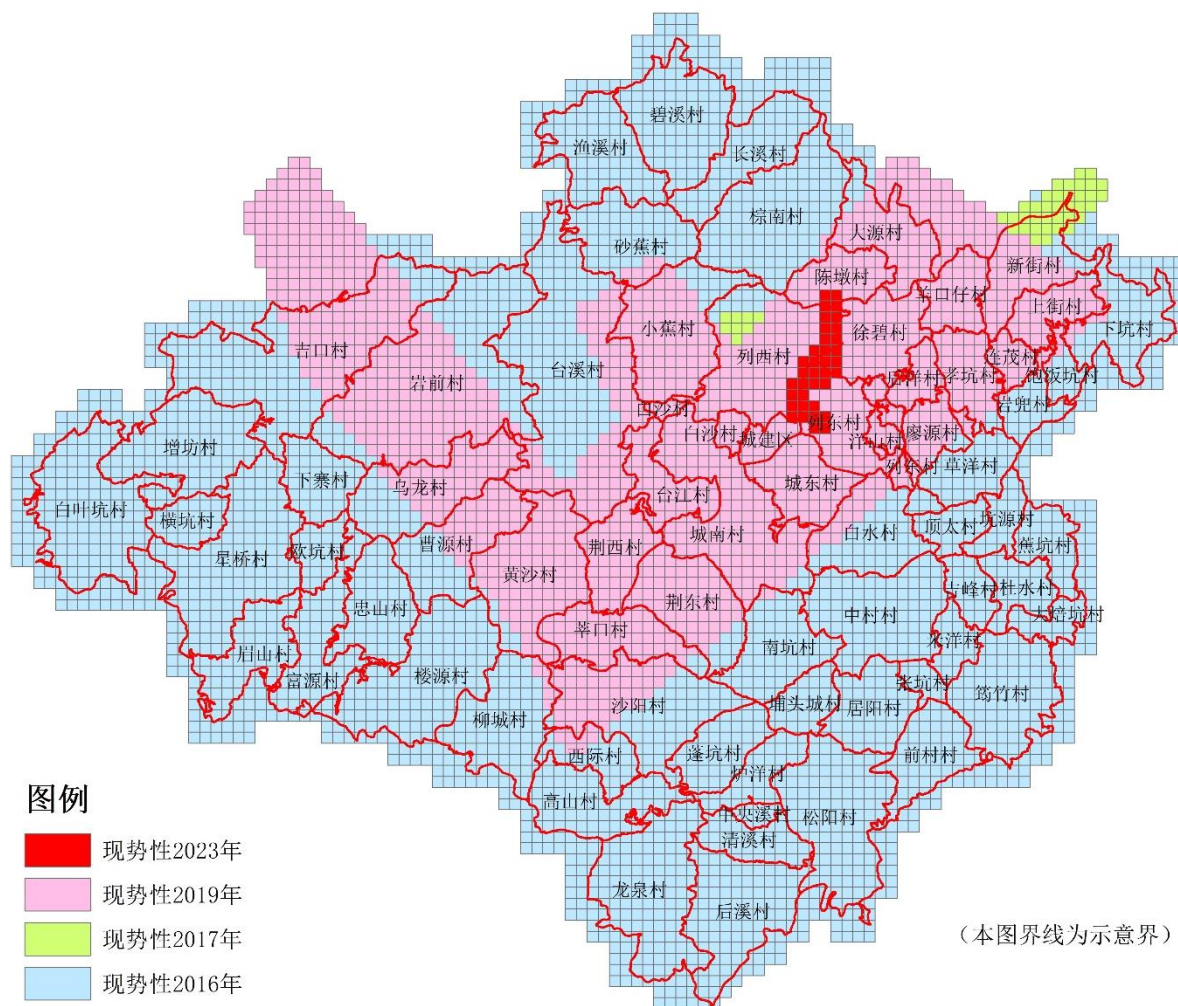 碧溪村
渔溪村
长溪村
棕南村
砂蕉村
大源村
陈墩村
新街村
羊口仔村
上街村
下坑村
小蕉村
徐碧村
吉口村
列西村
台溪村
岩前村
连茂村
后洋村
孝坑村
饱饭坑村
白沙村
岩兜村
列东村
白沙村
城建区
洋山村
廖源村
增坊村
下寨村
乌龙村
城东村
列东村
草洋村
台江村
白叶坑村
横坑村
城南村
白水村
顶太村
坑源村
荆西村
曹源村
黄沙村
蕉坑村
星桥村
欧坑村
荆东村
吉峰村
杜水村
忠山村
中村村
大焙坑村
莘口村
南坑村
米洋村
眉山村
富源村
楼源村
张坑村
筠竹村
沙阳村
埔头城村
居阳村
柳城村
西际村
蓬坑村
前村村
炉洋村
高山村
中央溪村
松阳村
清溪村
龙泉村
后溪村
图例
现势性2023年
现势性2019年
现势性2017年
现势性2016年
（本图界线为示意界）